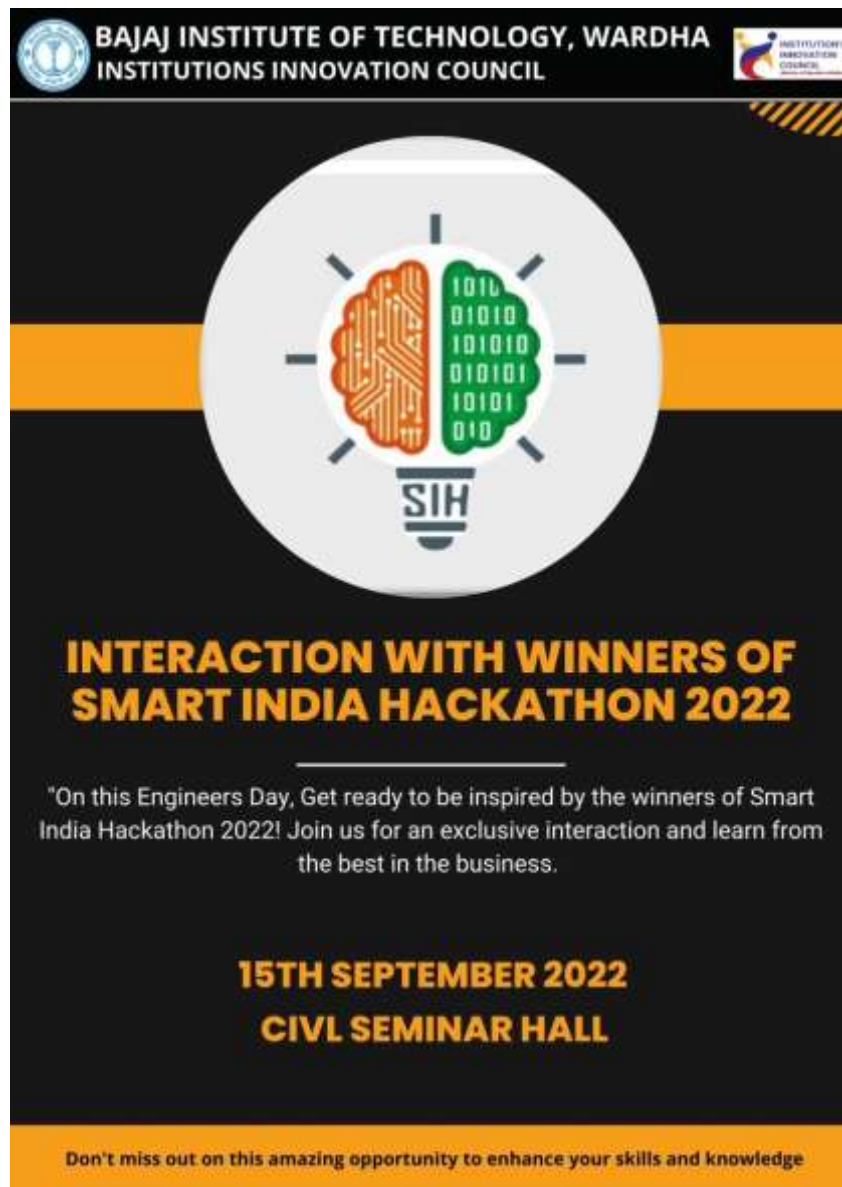 BAJAJ INSTITUTE OF TECHNOLOGY, WARDHA
INSTITUTIONS INNOVATION COUNCIL
INSTITUTION'S
INNOVATION
COUNCIL
1010
01010
101010
010101
10101
010
SIH
INTERACTION WITH WINNERS OF
SMART INDIA HACKATHON 2022
"On this Engineers Day, Get ready to be inspired by the winners of Smart
India Hackathon 2022! Join us for an exclusive interaction and learn from
the best in the business.
15TH SEPTEMBER 2022
CIVL SEMINAR HALL
Don't miss out on this amazing opportunity to enhance your skills and knowledge